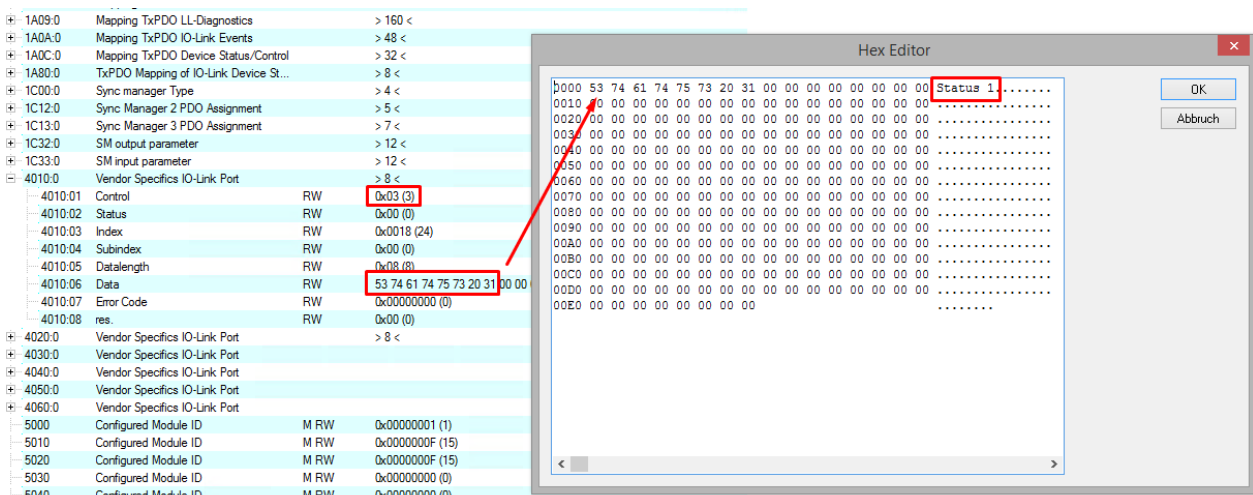 1A09:0 Mapping TxPDO LL-Diagnostics > 160 <
1A0A:0 Mapping TxPDO IO-Link Events > 48 <
1A0C:0 Mapping TxPDO Device Status/Control > 32 <
1A80:0 TxPDO Mapping of IO-Link Device St... > 8 <
1C00:0 Sync manager Type > 4 <
1C12:0 Sync Manager 2 PDO Assignment > 5 <
1C13:0 Sync Manager 3 PDO Assignment > 7 <
1C32:0 SM output parameter > 12 <
1C33:0 SM input parameter > 12 <
4010:0 Vendor Specifics IO-Link Port > 8 <
4010:01 Control RW 0x03 (3)
4010:02 Status RW 0x00 (0)
4010:03 Index RW 0x0018 (24)
4010:04 Subindex RW 0x00 (0)
4010:05 Datalength RW 0x08 (8)
4010:06 Data RW 53 74 61 74 75 73 20 31 00 00
4010:07 Error Code RW 0x00000000 (0)
4010:08 res. RW 0x00 (0)
4020:0 Vendor Specifics IO-Link Port > 8 <
4030:0 Vendor Specifics IO-Link Port
4040:0 Vendor Specifics IO-Link Port
4050:0 Vendor Specifics IO-Link Port
4060:0 Vendor Specifics IO-Link Port
5000 Configured Module ID M RW 0x00000001 (1)
5010 Configured Module ID M RW 0x0000000F (15)
5020 Configured Module ID M RW 0x0000000F (15)
5030 Configured Module ID M RW 0x00000000 (0)
5040 Configured Module ID M RW 0x00000000 (0)
Hex Editor
0000 53 74 61 74 75 73 20 31 00 00 00 00 00 00 00 00 Status 1........
0010 00 00 00 00 00 00 00 00 00 00 00 00 00 00 00 00 ................
0020 00 00 00 00 00 00 00 00 00 00 00 00 00 00 00 00 ................
0030 00 00 00 00 00 00 00 00 00 00 00 00 00 00 00 00 ................
0040 00 00 00 00 00 00 00 00 00 00 00 00 00 00 00 00 ................
0050 00 00 00 00 00 00 00 00 00 00 00 00 00 00 00 00 ................
0060 00 00 00 00 00 00 00 00 00 00 00 00 00 00 00 00 ................
0070 00 00 00 00 00 00 00 00 00 00 00 00 00 00 00 00 ................
0080 00 00 00 00 00 00 00 00 00 00 00 00 00 00 00 00 ................
0090 00 00 00 00 00 00 00 00 00 00 00 00 00 00 00 00 ................
00A0 00 00 00 00 00 00 00 00 00 00 00 00 00 00 00 00 ................
00B0 00 00 00 00 00 00 00 00 00 00 00 00 00 00 00 00 ................
00C0 00 00 00 00 00 00 00 00 00 00 00 00 00 00 00 00 ................
00D0 00 00 00 00 00 00 00 00 00 00 00 00 00 00 00 00 ................
00E0 00 00 00 00 00 00 00 00 ........
OK
Abbruch